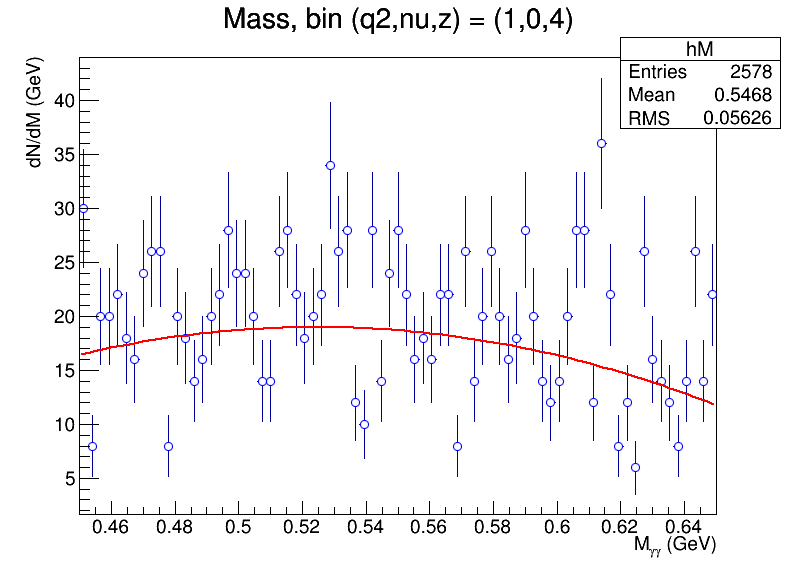 Mass, bin (q2,nu,z) = (1,0,4)
hM
Entries 2578
Mean 0.5468
RMS 0.05626
dN/dM (GeV)
40
35
30
25
20
15
10
5
0.46 0.48 0.5 0.52 0.54 0.56 0.58 0.6 0.62 0.64
Mγγ (GeV)